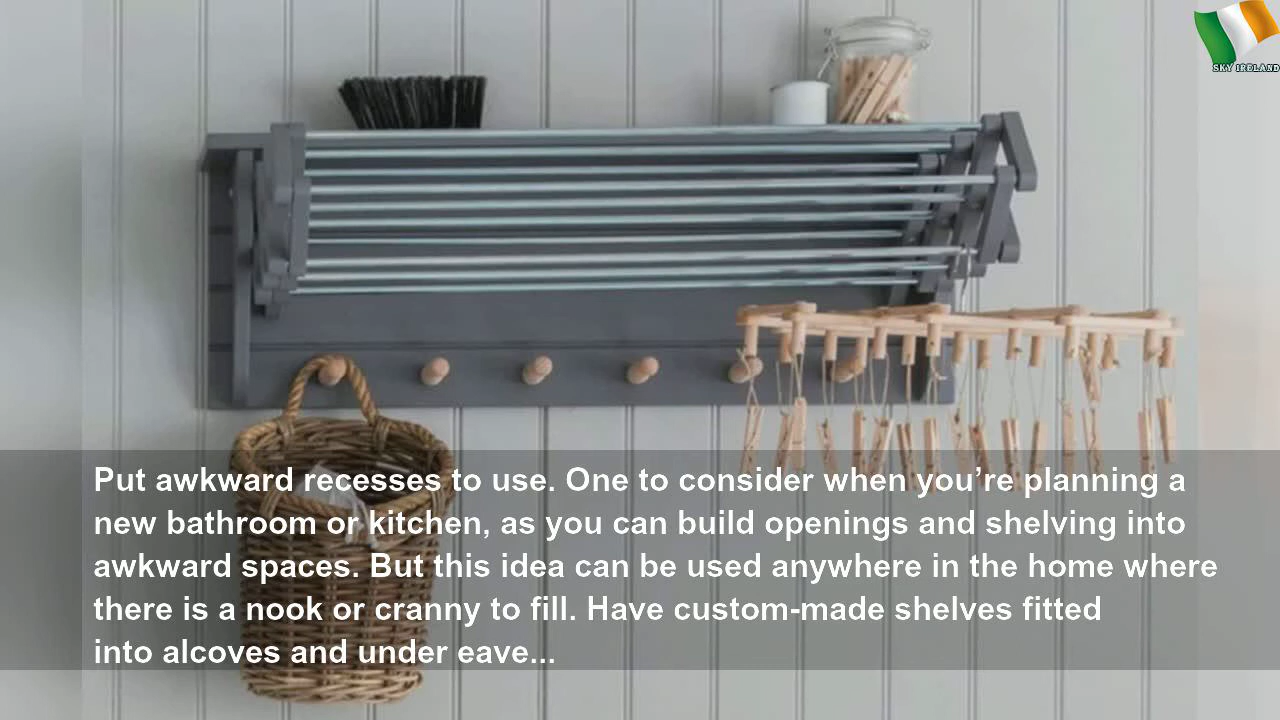 SKY IRELAND
Put awkward recesses to use. One to consider when you’re planning a
new bathroom or kitchen, as you can build openings and shelving into
awkward spaces. But this idea can be used anywhere in the home where
there is a nook or cranny to fill. Have custom-made shelves fitted
into alcoves and under eave...